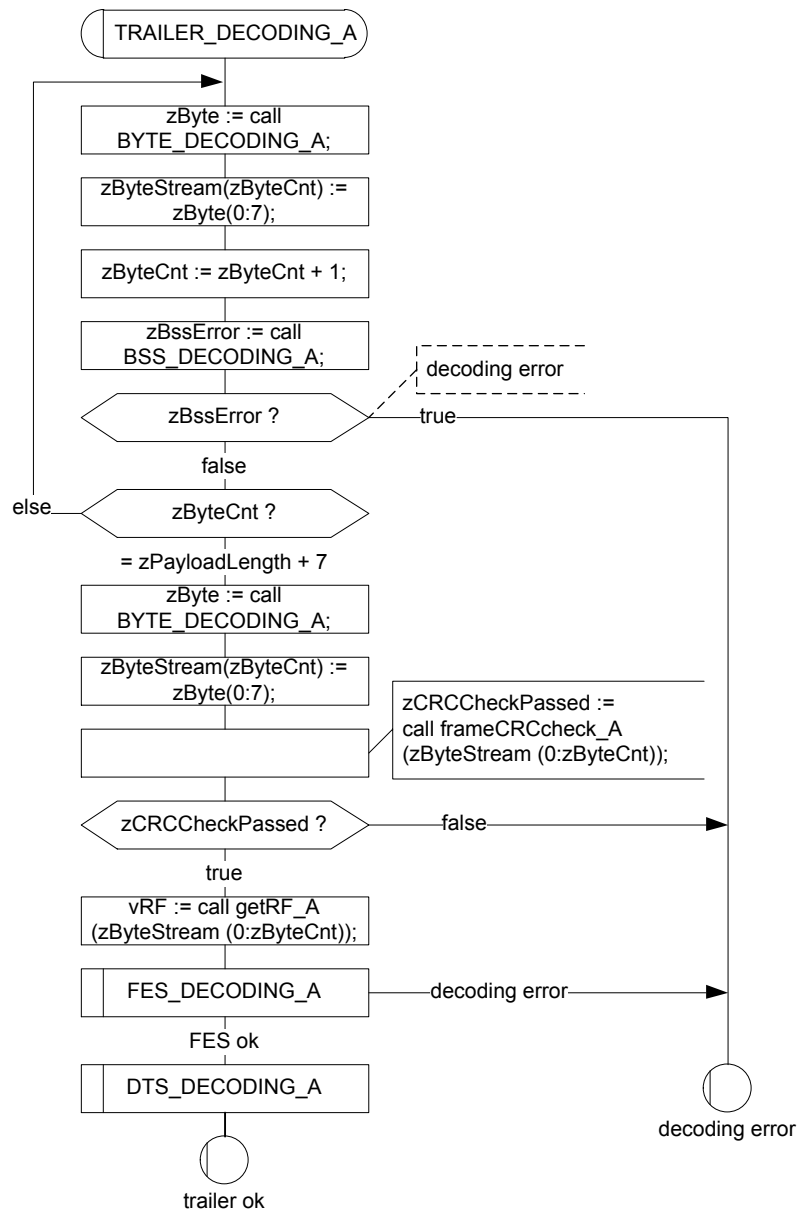 TRAILER_DECODING_A
zByte := call
BYTE_DECODING_A;
zByteStream(zByteCnt) :=
zByte(0:7);
zByteCnt := zByteCnt + 1;
zBssError := call
BSS_DECODING_A;
decoding error
zBssError ?
true
false
else
zByteCnt ?
= zPayloadLength + 7
zByte := call
BYTE_DECODING_A;
zByteStream(zByteCnt) :=
zByte(0:7);
zCRCCheckPassed :=
call frameCRCcheck_A
(zByteStream (0:zByteCnt));
zCRCCheckPassed ?
false
true
vRF := call getRF_A
(zByteStream (0:zByteCnt));
FES_DECODING_A
decoding error
FES ok
DTS_DECODING_A
decoding error
trailer ok